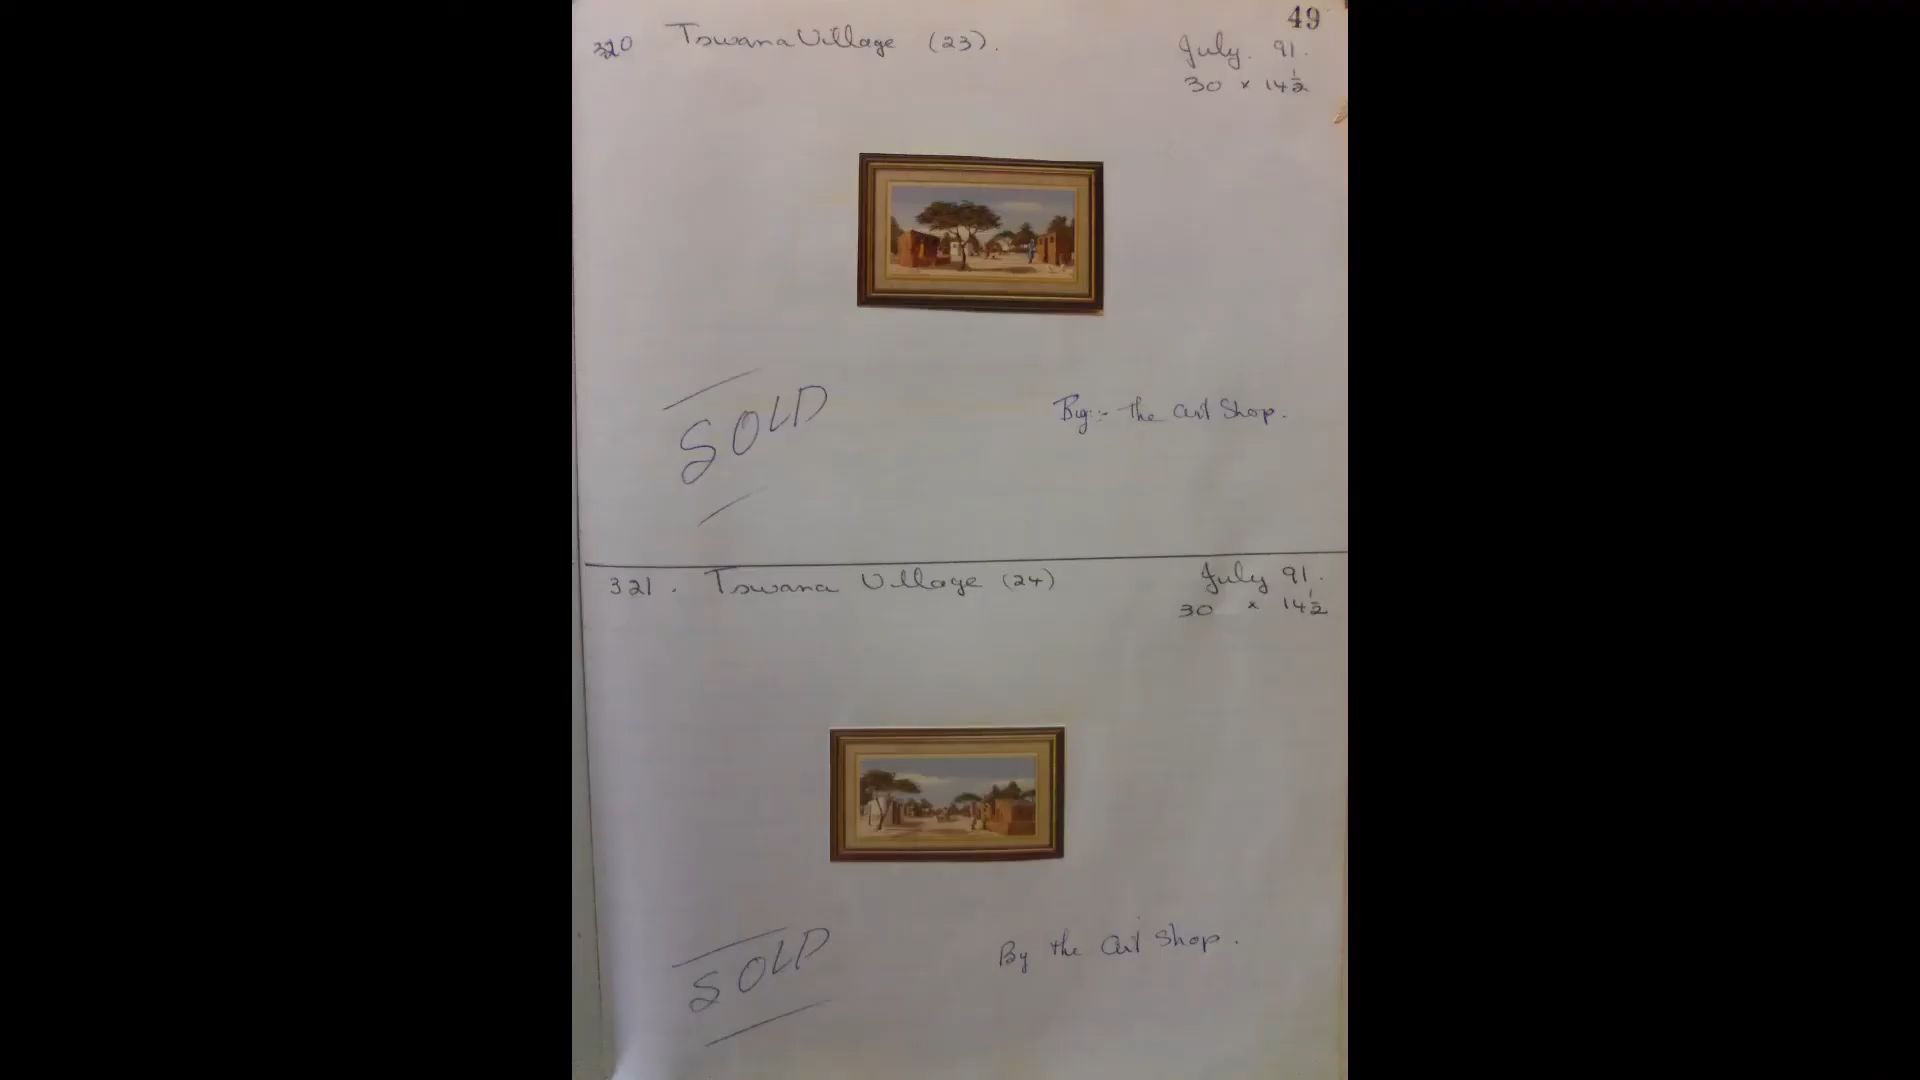 49
320 Tswana Village (23).
July. 91.
30 x 14½
SOLD
By:- the Art Shop.
321. Tswana Village (24)
July 91.
30 x 14½
SOLD
By the Art Shop.